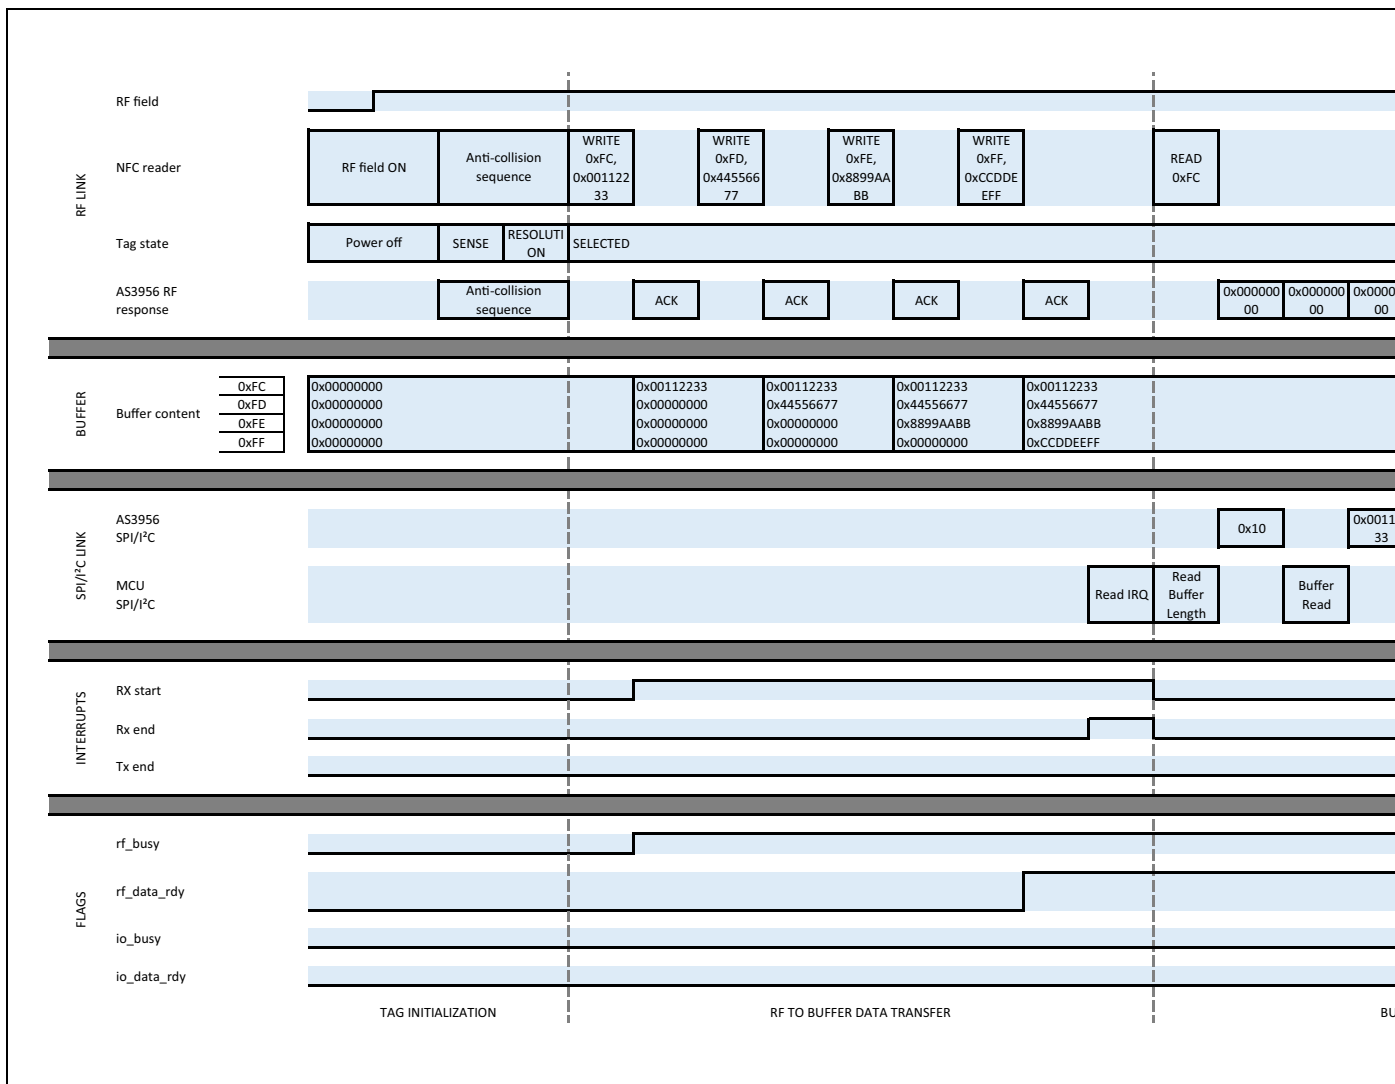 RF LINK
RF field
NFC reader
RF field ON
Anti-collision
sequence
WRITE
0xFC,
0x001122
33
WRITE
0xFD,
0x445566
77
WRITE
0xFE,
0x8899AA
BB
WRITE
0xFF,
0xCCDDE
EFF
READ
0xFC
Tag state
Power off
SENSE
RESOLUTI
ON
SELECTED
AS3956 RF
response
Anti-collision
sequence
ACK
ACK
ACK
ACK
0x000000
00
0x000000
00
0x0000
00
BUFFER
Buffer content
0xFC
0x00000000
0x00112233
0x00112233
0x00112233
0x00112233
0xFD
0x00000000
0x00000000
0x44556677
0x44556677
0x44556677
0xFE
0x00000000
0x00000000
0x00000000
0x8899AABB
0x8899AABB
0xFF
0x00000000
0x00000000
0x00000000
0x00000000
0xCCDDEEFF
SPI/I²C LINK
AS3956
SPI/I²C
0x10
0x0011
33
MCU
SPI/I²C
Read IRQ
Read
Buffer
Length
Buffer
Read
INTERRUPTS
RX start
Rx end
Tx end
FLAGS
rf_busy
rf_data_rdy
io_busy
io_data_rdy
TAG INITIALIZATION
RF TO BUFFER DATA TRANSFER
BU